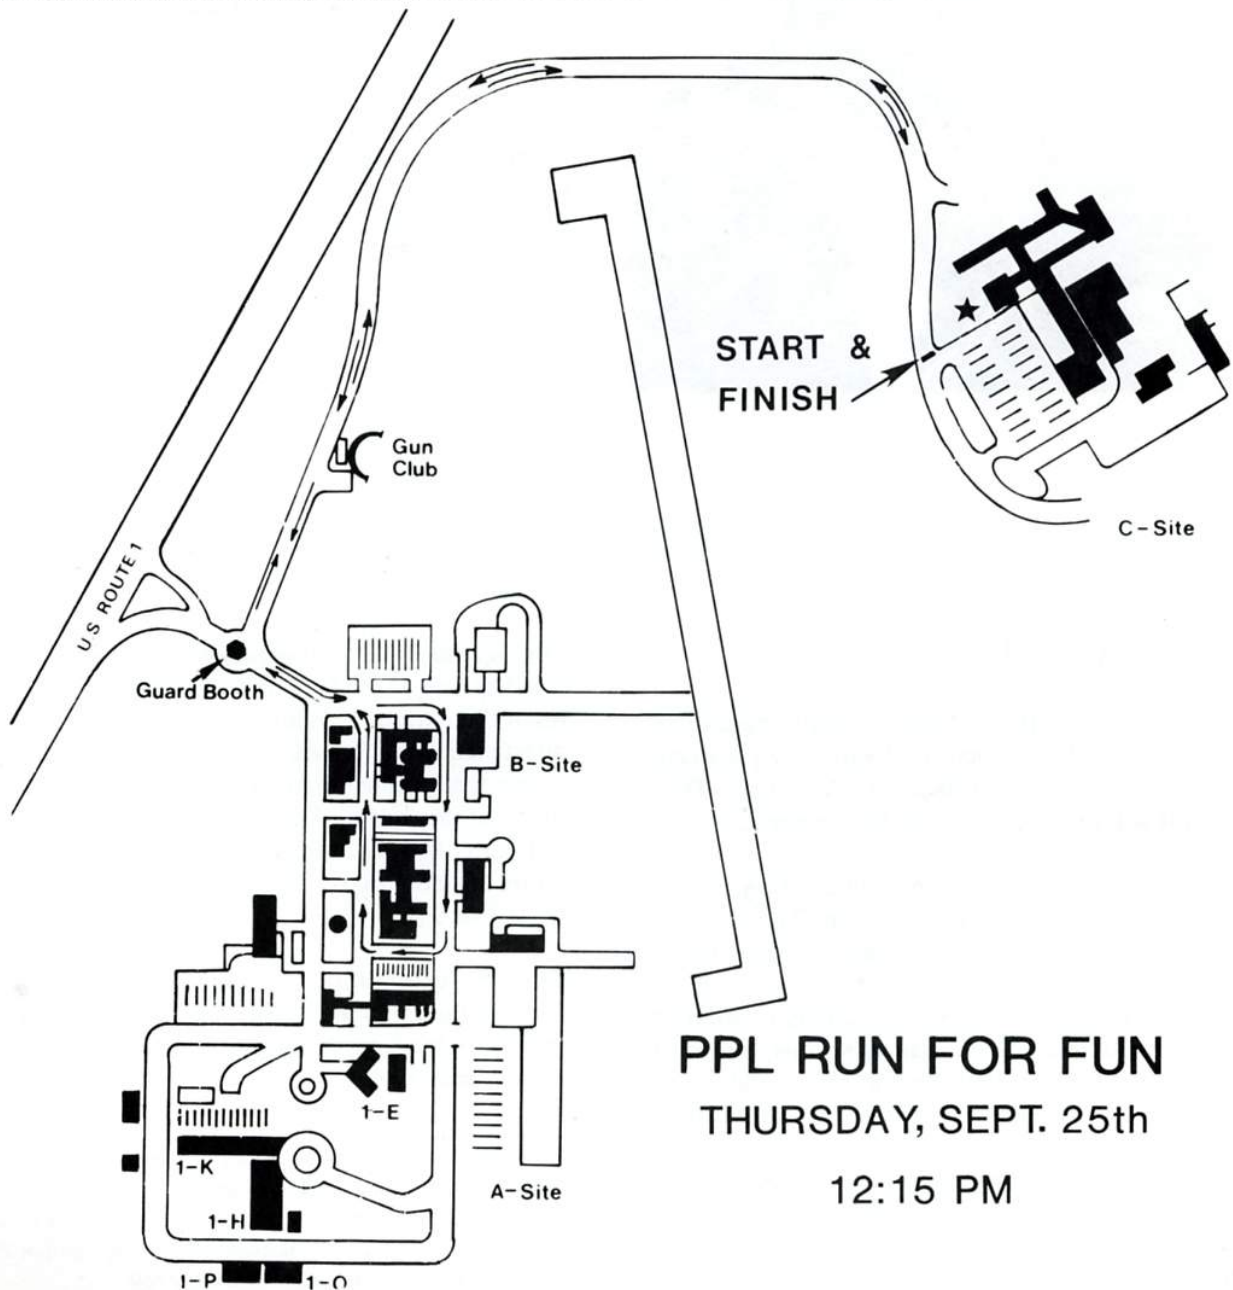 START &
FINISH
Gun
Club
C-Site
U.S. ROUTE 1
Guard Booth
B-Site
PPL RUN FOR FUN
THURSDAY, SEPT. 25th
12:15 PM
1-E
1-K
A-Site
1-H
1-P